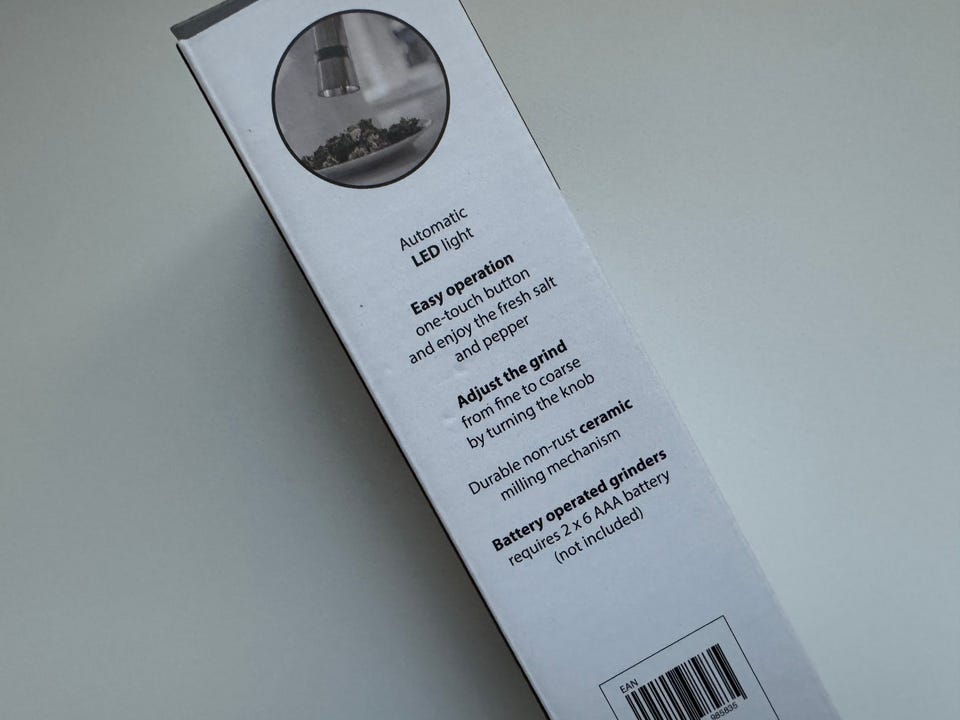 Automatic
LED light
Easy operation
one-touch button
and enjoy the fresh salt
and pepper
Adjust the grind
from fine to coarse
by turning the knob
Durable non-rust ceramic
milling mechanism
Battery operated grinders
requires 2 x 6 AAA battery
(not included)
EAN
985835